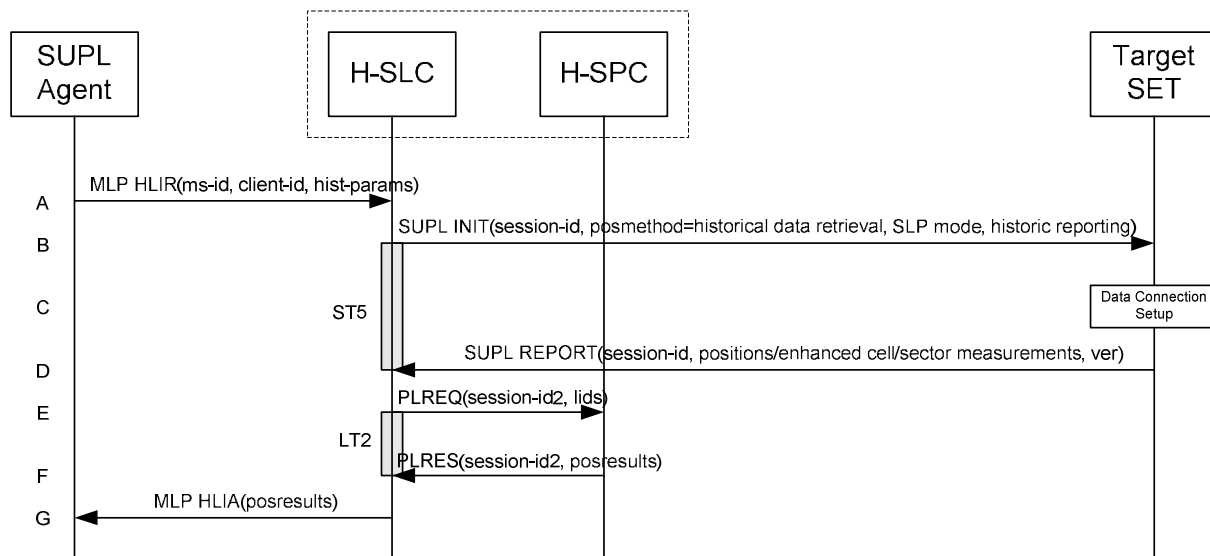 SUPL
Agent
H-SLC
H-SPC
Target
SET
MLP HLIR(ms-id, client-id, hist-params)
A
SUPL INIT(session-id, posmethod=historical data retrieval, SLP mode, historic reporting)
B
C
ST5
Data Connection
Setup
SUPL REPORT(session-id, positions/enhanced cell/sector measurements, ver)
D
PLREQ(session-id2, lids)
E
LT2
PLRES(session-id2, posresults)
F
MLP HLIA(posresults)
G